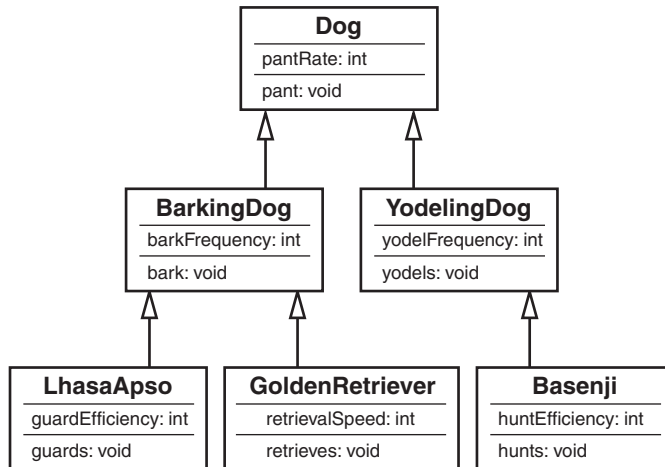 Dog
pantRate: int
pant: void
BarkingDog
barkFrequency: int
bark: void
YodelingDog
yodelFrequency: int
yodels: void
LhasaApso
guardEfficiency: int
guards: void
GoldenRetriever
retrievalSpeed: int
retrieves: void
Basenji
huntEfficiency: int
hunts: void